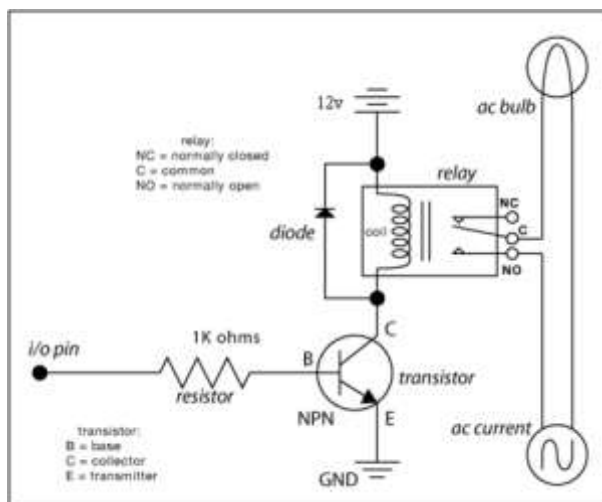 12v
ac bulb
relay:
NC = normally closed
C = common
NO = normally open
relay
NC
coil
C
diode
NO
1K ohms
C
i/o pin
B
transistor
resistor
NPN
E
ac current
transistor:
B = base
C = collector
E = transmitter
GND